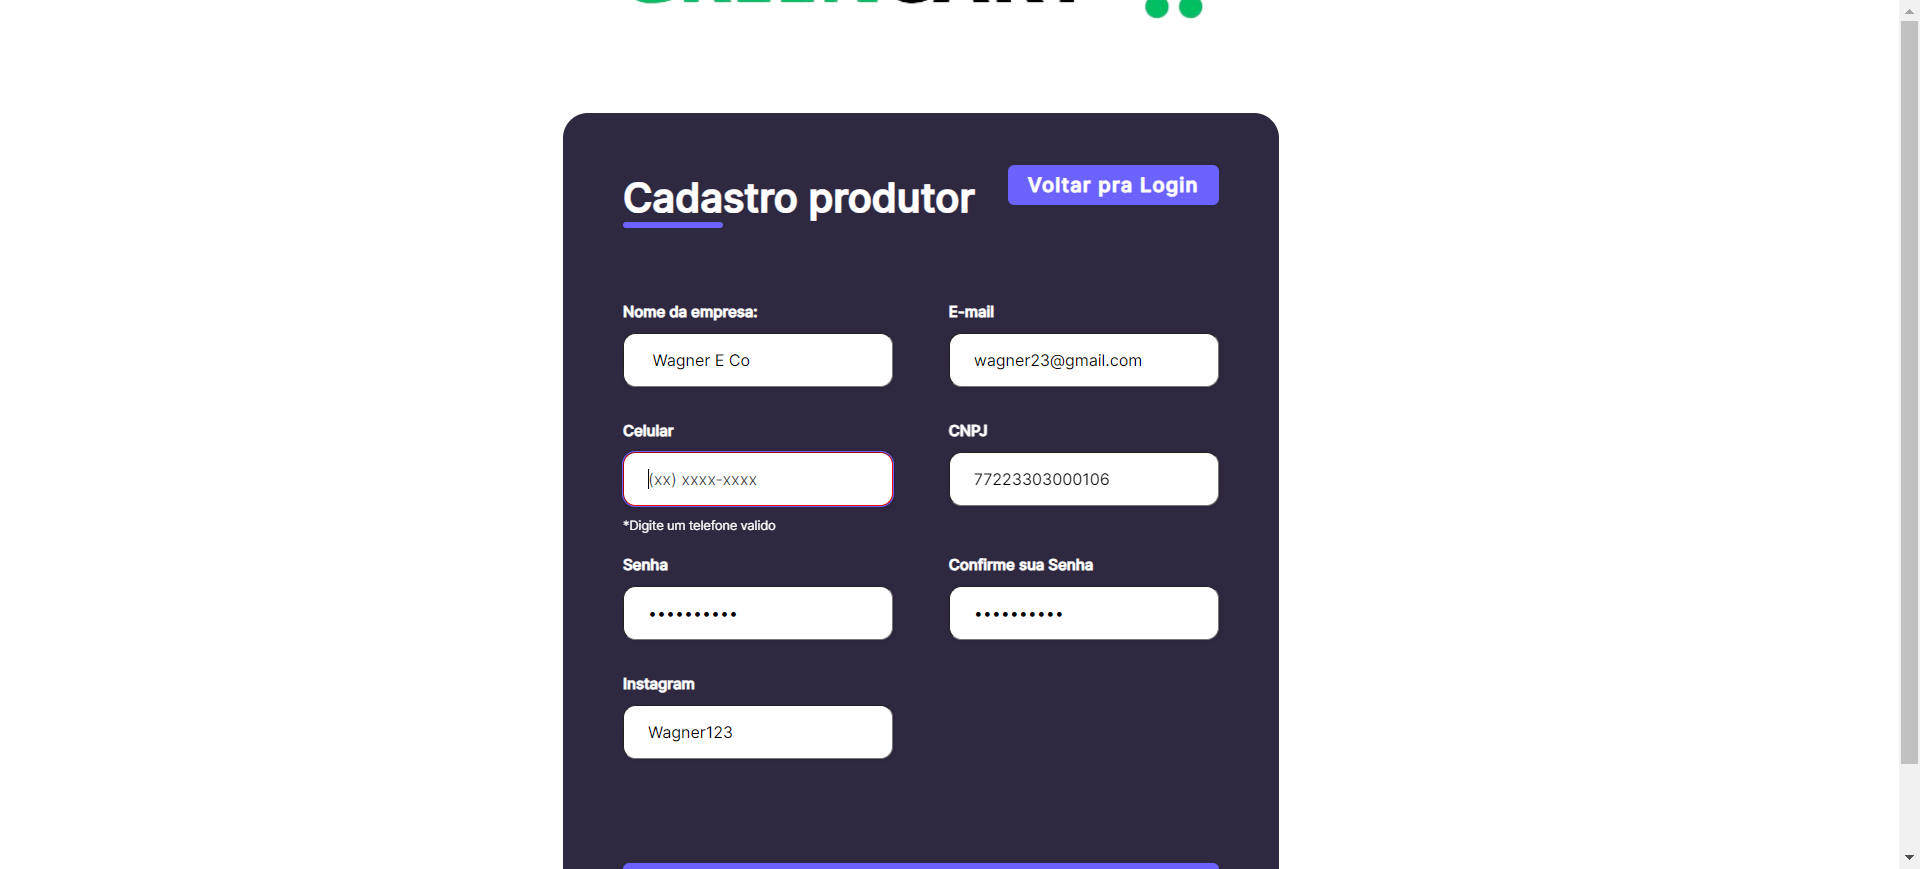 GREENCART
Cadastro produtor
Voltar pra Login
Nome da empresa:
E-mail
Wagner E Co
wagner23@gmail.com
Celular
CNPJ
(xx) xxxx-xxxx
77223303000106
*Digite um telefone valido
Senha
Confirme sua Senha
••••••••••
••••••••••
Instagram
Wagner123